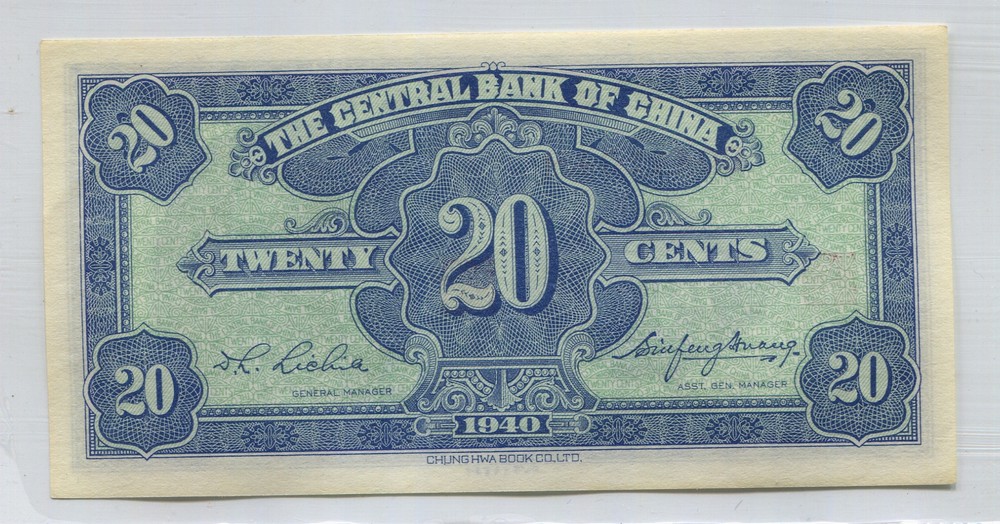 THE CENTRAL BANK OF CHINA
20 20
TWENTY 20 CENTS
GENERAL MANAGER
ASST. GEN. MANAGER
20 20
1940
CHUNG HWA BOOK CO., LTD.